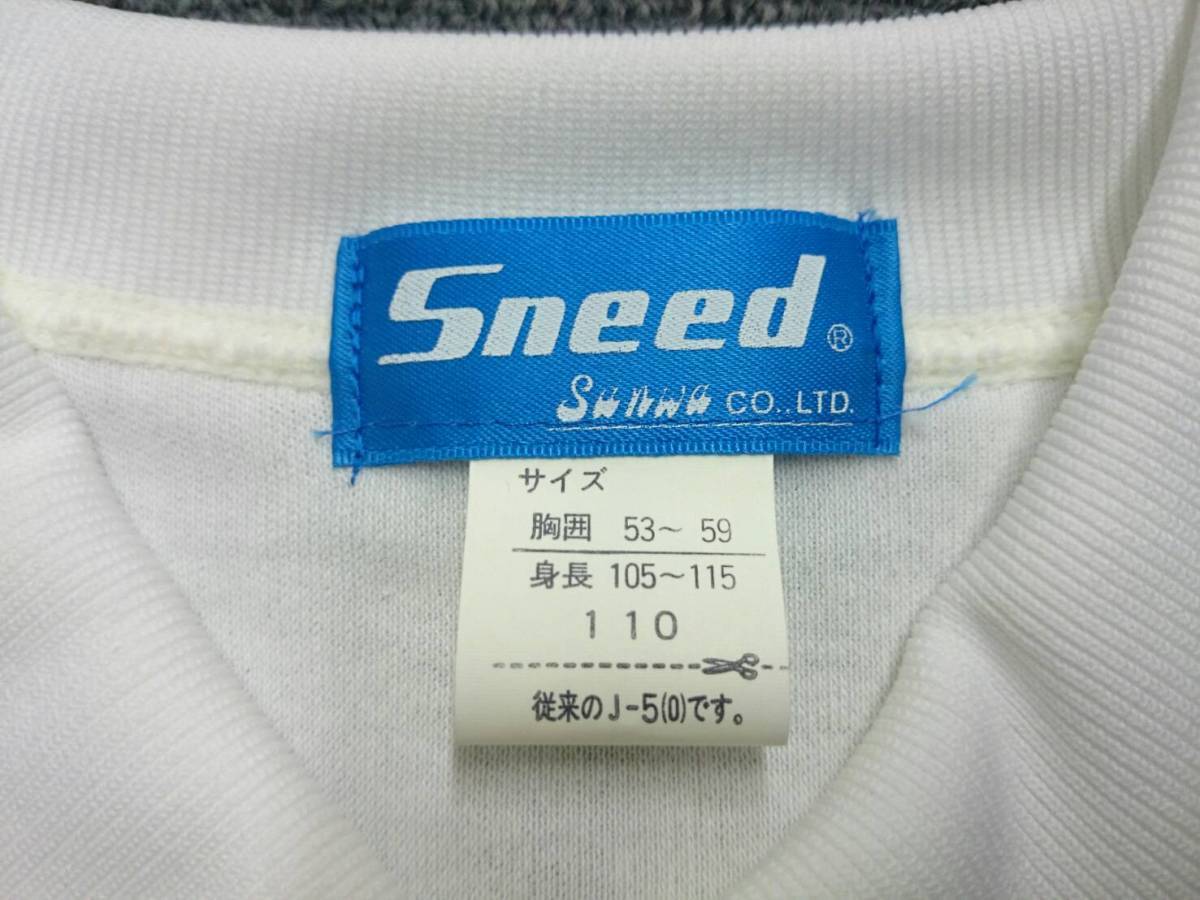 Sneed ®
Sunwa CO.,LTD.
サイズ
胸囲 53～ 59
身長 105～115
110
従来のJ-5(0)です。